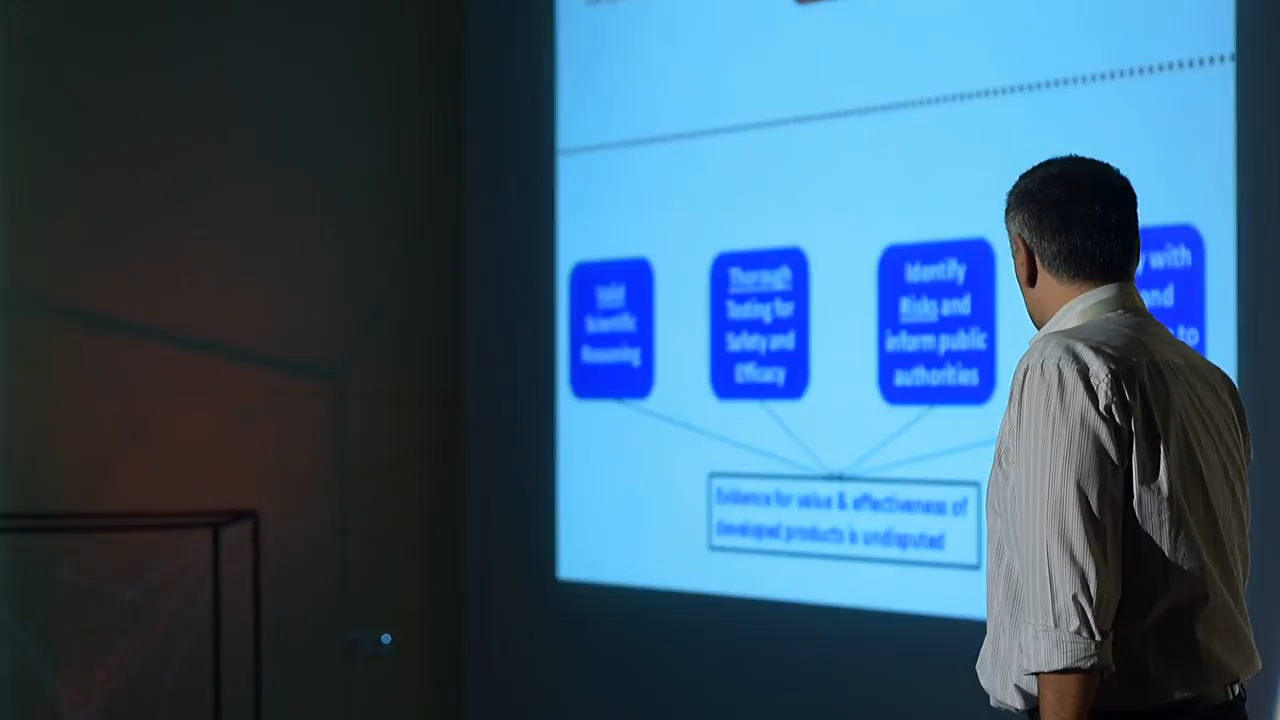 Valid
Scientific
Reasoning
Thorough
Testing for
Safety and
Efficacy
Identify
Risks and
inform public
authorities
with
and
to
Evidence for value & effectiveness of
developed products is undisputed